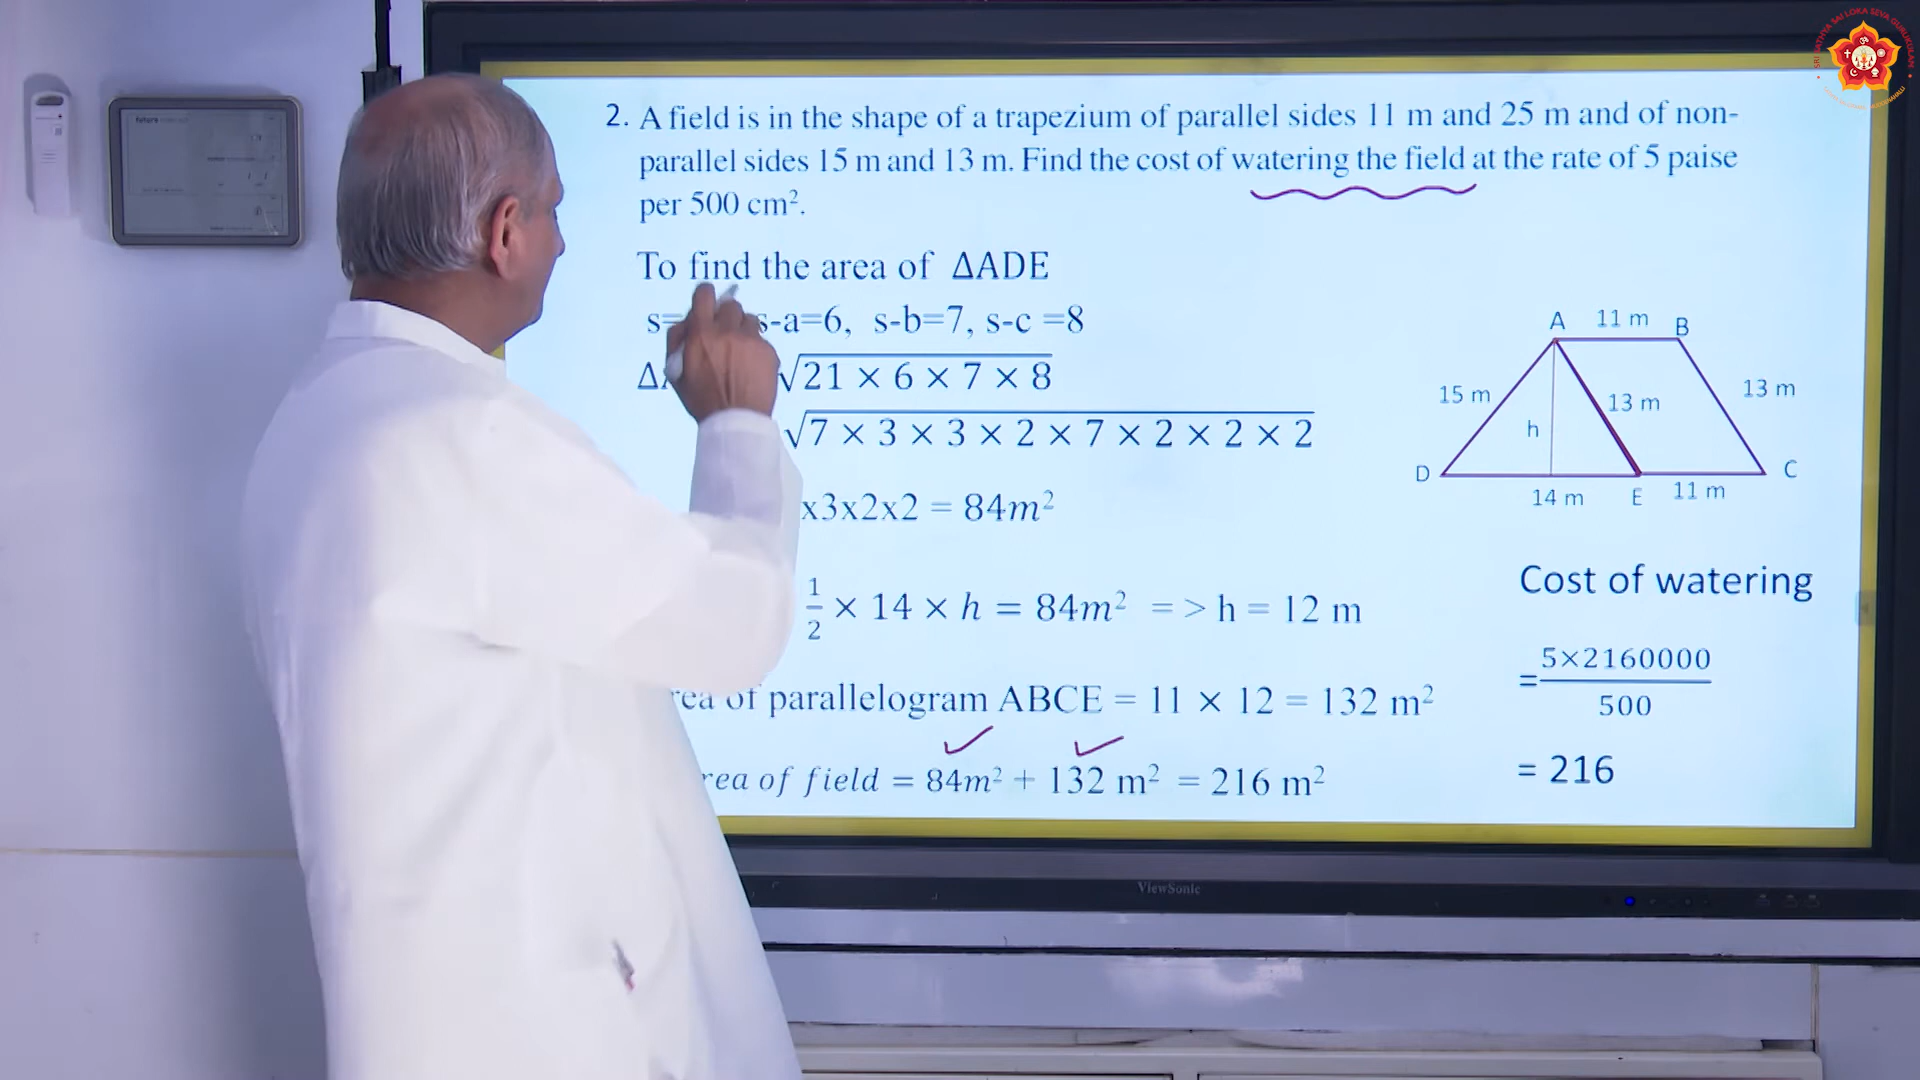 2. A field is in the shape of a trapezium of parallel sides 11 m and 25 m and of non-
parallel sides 15 m and 13 m. Find the cost of watering the field at the rate of 5 paise
per 500 cm².
To find the area of ΔADE
s= s-a=6, s-b=7, s-c =8
√21 × 6 × 7 × 8
√7 × 3 × 3 × 2 × 7 × 2 × 2 × 2
x3x2x2 = 84m²
1/2 × 14 × h = 84m² => h = 12 m
rea of parallelogram ABCE = 11 × 12 = 132 m²
rea of field = 84m² + 132 m² = 216 m²
A 11 m B
15 m h 13 m 13 m
D 14 m E 11 m C
Cost of watering
= 5×2160000/500
= 216
ViewSonic